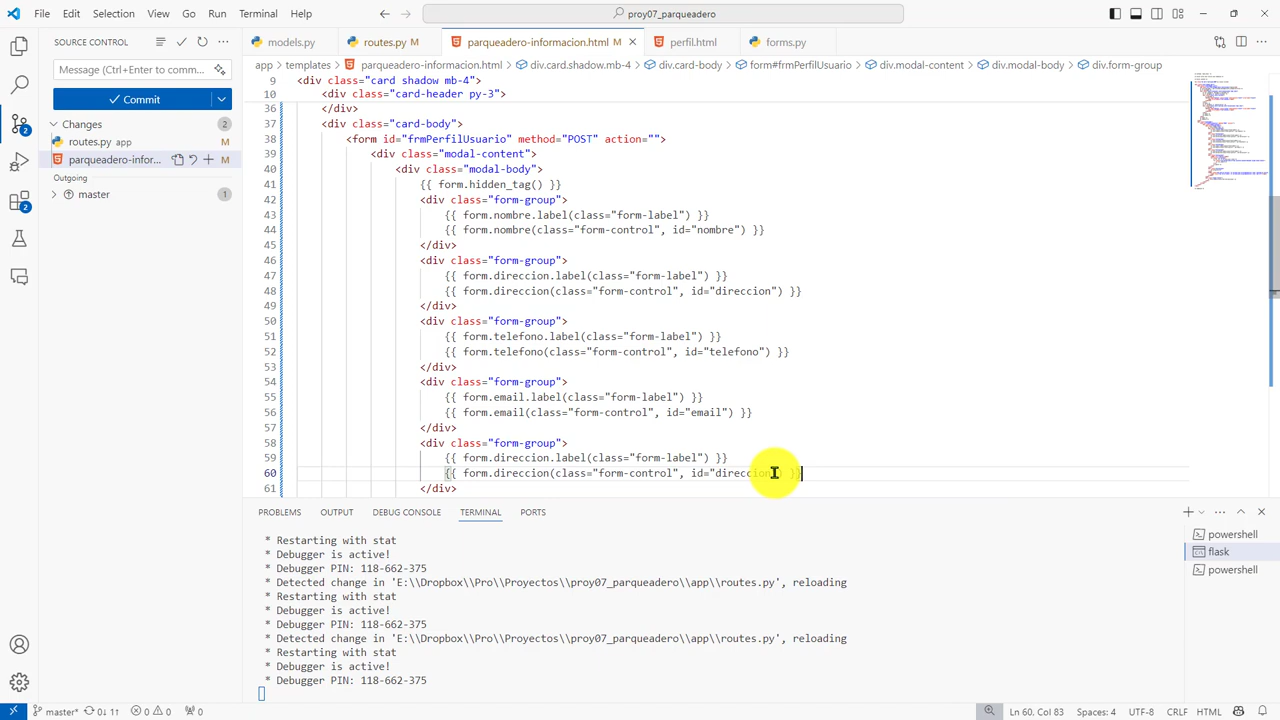 File Edit Selection View Go Run Terminal Help
proy07_parqueadero
SOURCE CONTROL
Message (Ctrl+Enter to comm...
Commit
Changes 2
routes.py app M
parqueadero-infor... M
Outgoing
master 1
2
2
models.py routes.py M parqueadero-informacion.html M perfil.html forms.py
app > templates > parqueadero-informacion.html > div.card.shadow.mb-4 > div.card-body > form#frmPerfilUsuario > div.modal-content > div.modal-body > div.form-group
9 <div class="card shadow mb-4">
10 <div class="card-header py-3">
36 </div>
37 <div class="card-body">
38 <form id="frmPerfilUsuario" method="POST" action="">
39 <div class="modal-content">
40 <div class="modal-body">
41 {{ form.hidden_tag() }}
42 <div class="form-group">
43 {{ form.nombre.label(class="form-label") }}
44 {{ form.nombre(class="form-control", id="nombre") }}
45 </div>
46 <div class="form-group">
47 {{ form.direccion.label(class="form-label") }}
48 {{ form.direccion(class="form-control", id="direccion") }}
49 </div>
50 <div class="form-group">
51 {{ form.telefono.label(class="form-label") }}
52 {{ form.telefono(class="form-control", id="telefono") }}
53 </div>
54 <div class="form-group">
55 {{ form.email.label(class="form-label") }}
56 {{ form.email(class="form-control", id="email") }}
57 </div>
58 <div class="form-group">
59 {{ form.direccion.label(class="form-label") }}
60 {{ form.direccion(class="form-control", id="direccion") }}
61 </div>
PROBLEMS OUTPUT DEBUG CONSOLE TERMINAL PORTS
* Restarting with stat
* Debugger is active!
* Debugger PIN: 118-662-375
* Detected change in 'E:\\Dropbox\\Pro\\Proyectos\\proy07_parqueadero\\app\\routes.py', reloading
* Restarting with stat
* Debugger is active!
* Debugger PIN: 118-662-375
* Detected change in 'E:\\Dropbox\\Pro\\Proyectos\\proy07_parqueadero\\app\\routes.py', reloading
* Restarting with stat
* Debugger is active!
* Debugger PIN: 118-662-375
powershell
flask
powershell
master* 0↓ 1↑ 0 0 0 Ln 60, Col 83 Spaces: 4 UTF-8 CRLF HTML